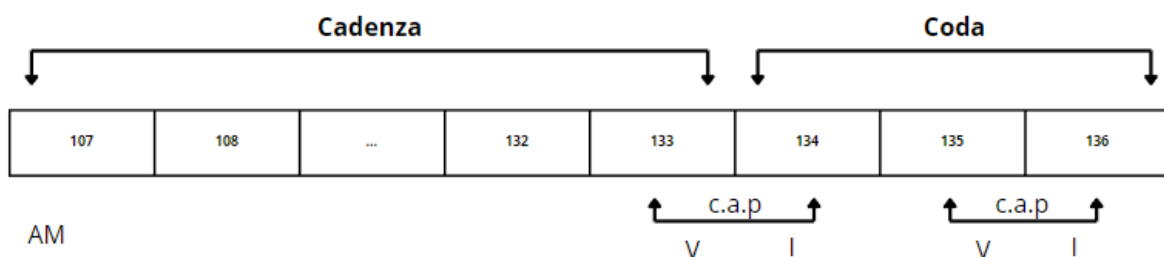 Cadenza Coda
107 108 ... 132 133 134 135 136
c.a.p c.a.p
AM
V I V I